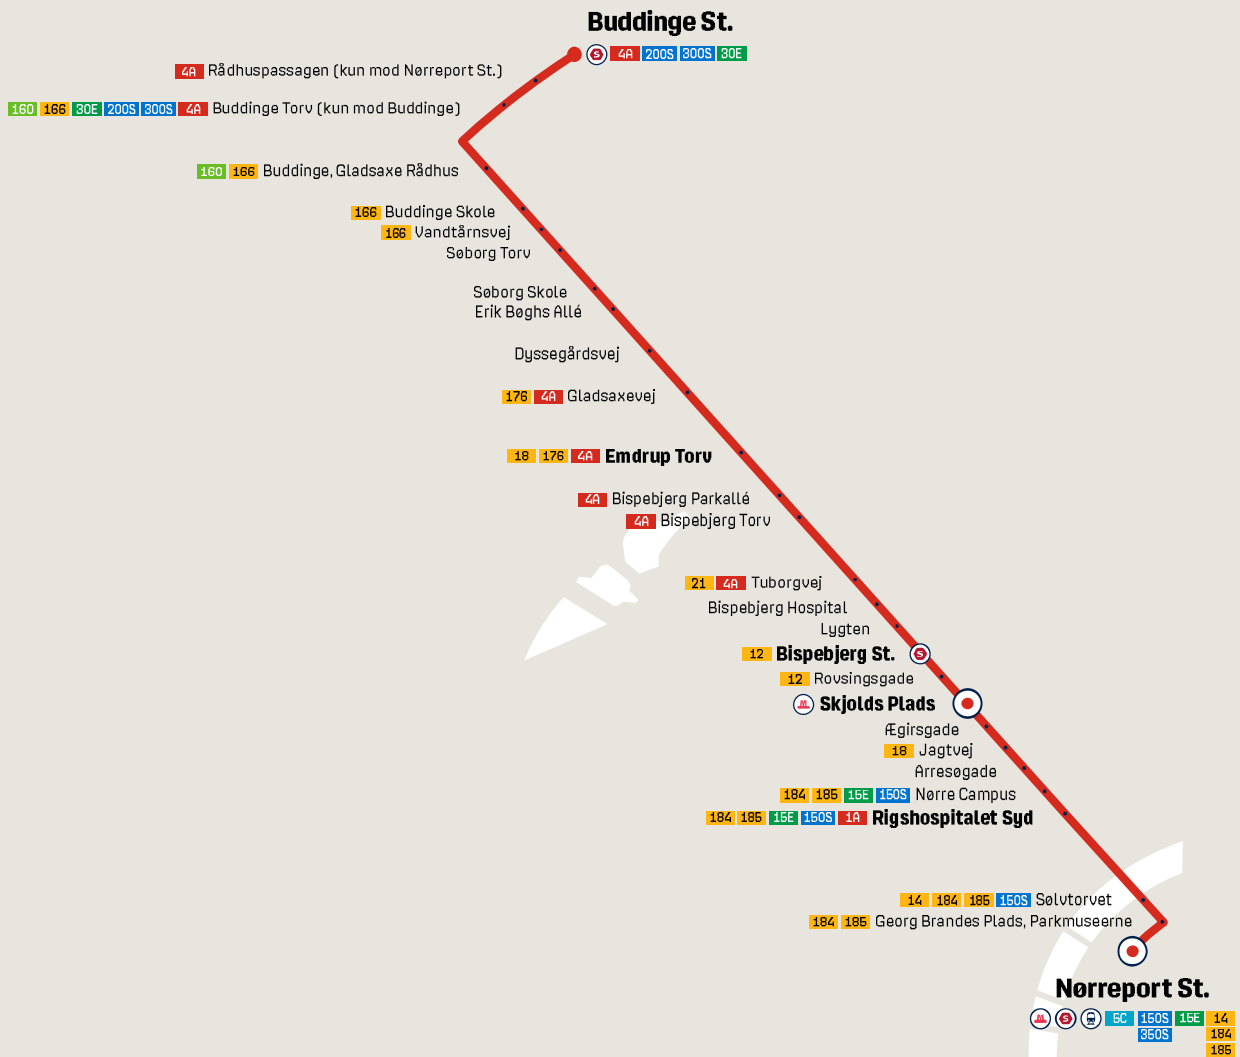 Buddinge St.
S 4A 200S 300S 30E
4A Rådhuspassagen (kun mod Nørreport St.)
160 166 30E 200S 300S 4A Buddinge Torv (kun mod Buddinge)
160 166 Buddinge, Gladsaxe Rådhus
166 Buddinge Skole
166 Vandtårnsvej
Søborg Torv
Søborg Skole
Erik Bøghs Allé
Dyssegårdsvej
176 4A Gladsaxevej
18 176 4A Emdrup Torv
4A Bispebjerg Parkallé
4A Bispebjerg Torv
21 4A Tuborgvej
Bispebjerg Hospital
Lygten
12 Bispebjerg St. S
12 Rovsingsgade
M Skjolds Plads
Ægirsgade
18 Jagtvej
Arresøgade
184 185 15E 150S Nørre Campus
184 185 15E 150S 1A Rigshospitalet Syd
14 184 185 150S Sølvtorvet
184 185 Georg Brandes Plads, Parkmuseerne
Nørreport St.
M S 5C 150S 15E 14
350S 184
185